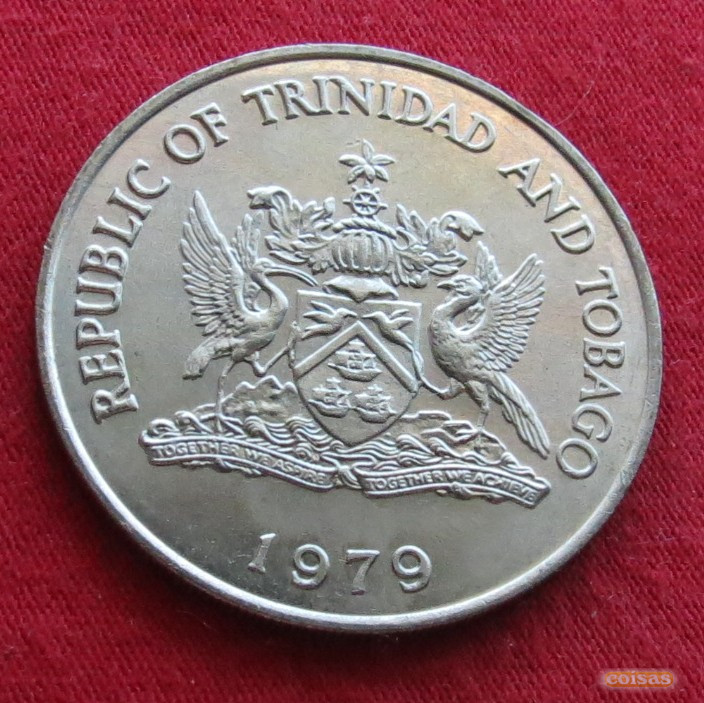 REPUBLIC OF TRINIDAD AND TOBAGO
TOGETHER WE ASPIRE TOGETHER WE ACHIEVE
1979
coisas